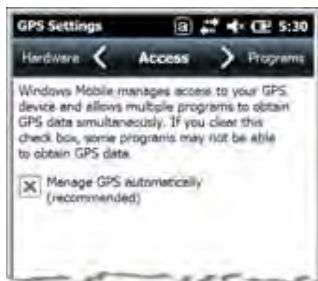 GPS Settings 5:30
Hardware Access Programs
Windows Mobile manages access to your GPS
device and allows multiple programs to obtain
GPS data simultaneously. If you clear this
check box, some programs may not be able
to obtain GPS data.
Manage GPS automatically
(recommended)